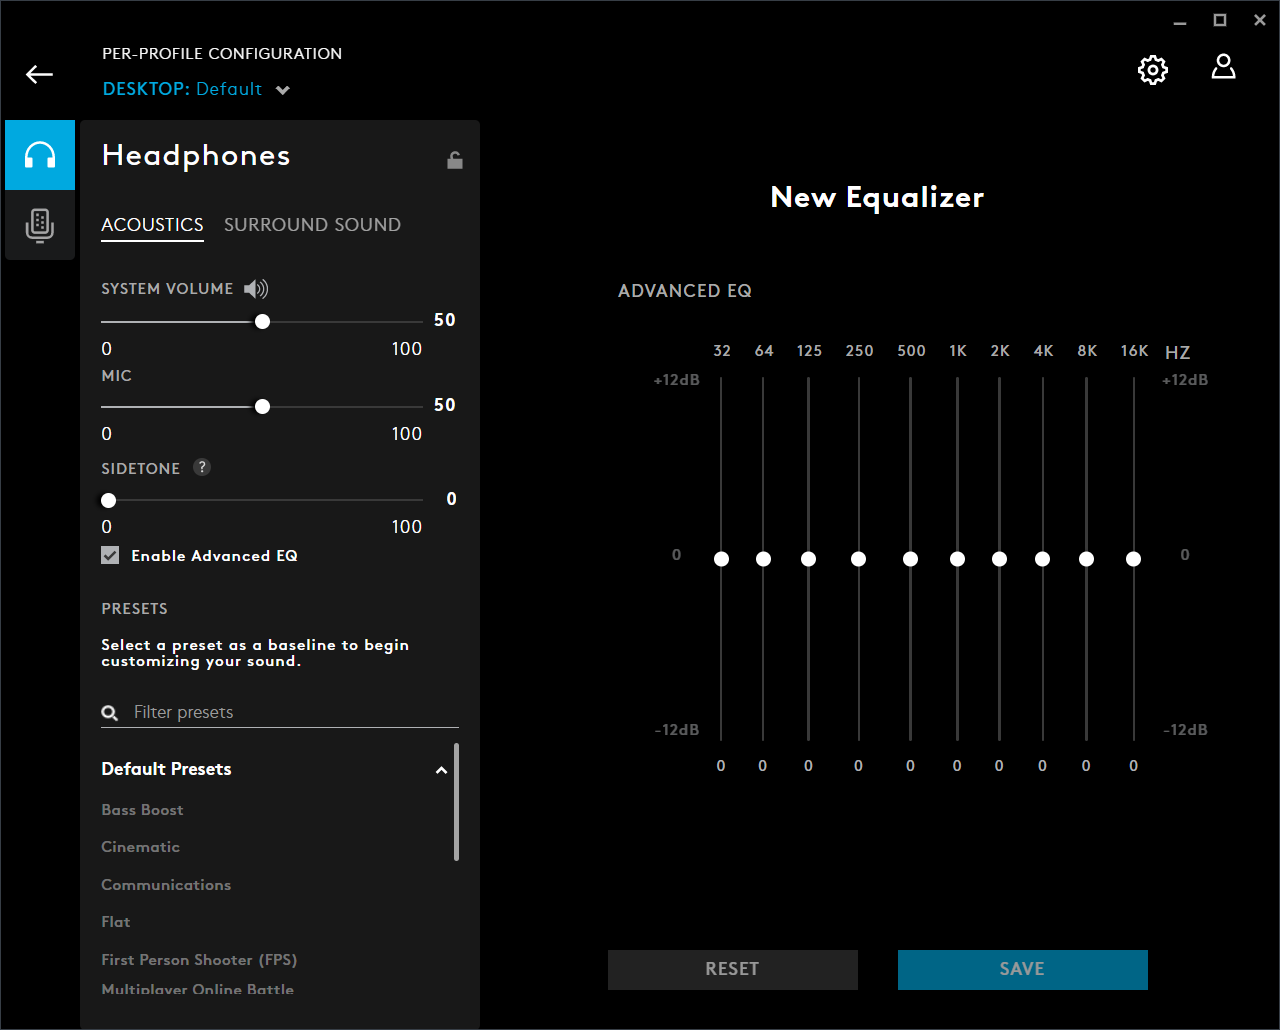 PER-PROFILE CONFIGURATION
DESKTOP: Default
Headphones
ACOUSTICS SURROUND SOUND
SYSTEM VOLUME
50
0 100
MIC
50
0 100
SIDETONE ?
0
0 100
Enable Advanced EQ
PRESETS
Select a preset as a baseline to begin
customizing your sound.
Filter presets
Default Presets
Bass Boost
Cinematic
Communications
Flat
First Person Shooter (FPS)
Multiplayer Online Battle
New Equalizer
ADVANCED EQ
32 64 125 250 500 1K 2K 4K 8K 16K HZ
+12dB +12dB
0 0
-12dB -12dB
0 0 0 0 0 0 0 0 0 0
RESET SAVE